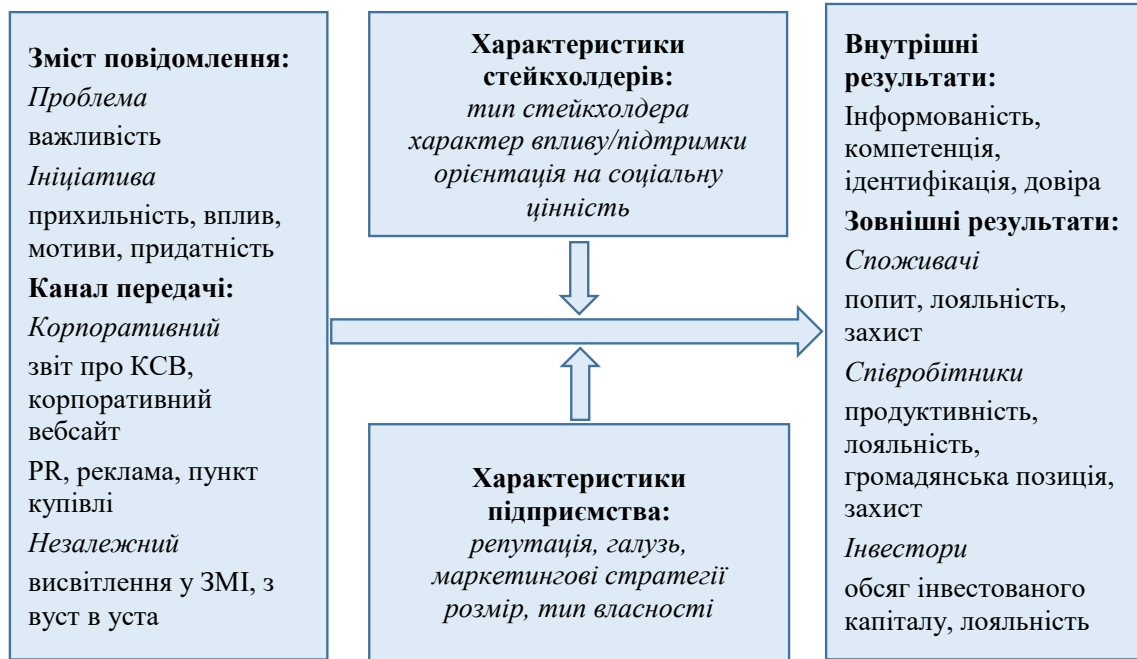 Зміст повідомлення:
Проблема
важливість
Ініціатива
прихильність, вплив,
мотиви, придатність
Канал передачі:
Корпоративний
звіт про КСВ,
корпоративний
вебсайт
PR, реклама, пункт
купівлі
Незалежний
висвітлення у ЗМІ, з
вуст в уста
Характеристики
стейкхолдерів:
тип стейкхолдера
характер впливу/підтримки
орієнтація на соціальну
цінність
Характеристики
підприємства:
репутація, галузь,
маркетингові стратегії
розмір, тип власності
Внутрішні
результати:
Інформованість,
компетенція,
ідентифікація, довіра
Зовнішні результати:
Споживачі
попит, лояльність,
захист
Співробітники
продуктивність,
лояльність,
громадянська позиція,
захист
Інвестори
обсяг інвестованого
капіталу, лояльність